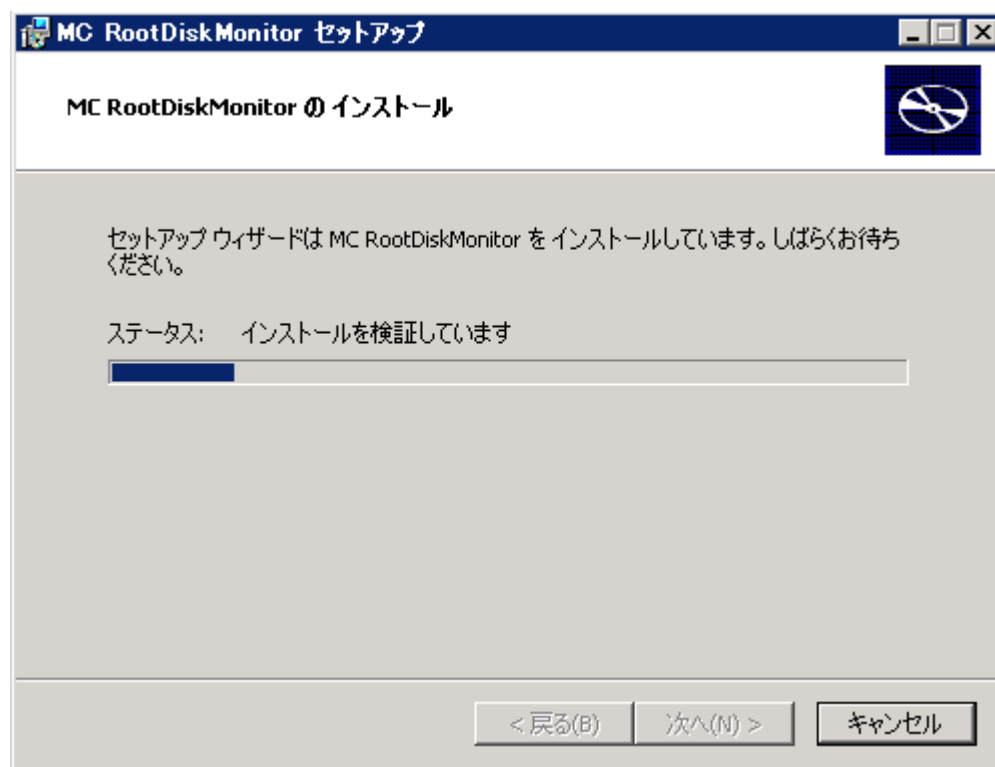 MC RootDiskMonitor セットアップ
MC RootDiskMonitor の インストール
セットアップ ウィザードは MC RootDiskMonitor を インストールしています。しばらくお待ち
ください。
ステータス: インストールを検証しています
< 戻る(B) 次へ(N) > キャンセル